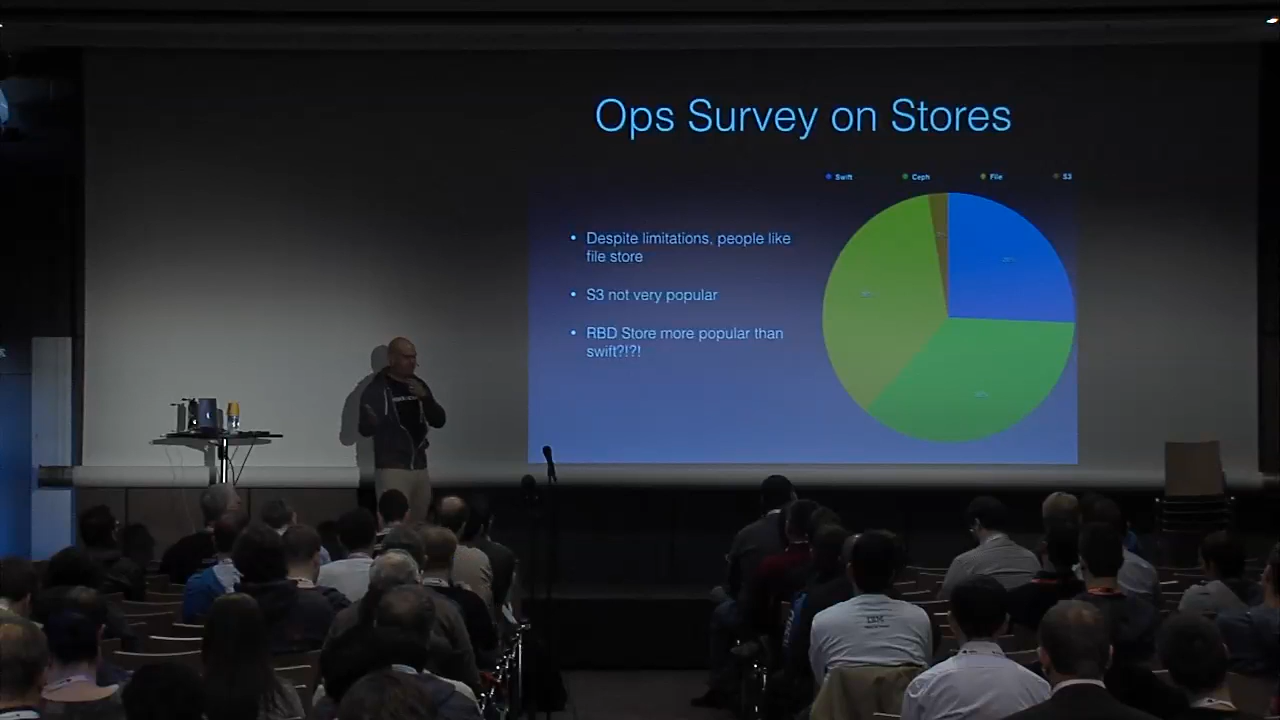 Ops Survey on Stores
Swift Ceph File S3
• Despite limitations, people like
file store
• S3 not very popular
• RBD Store more popular than
swift?!?!
IBM